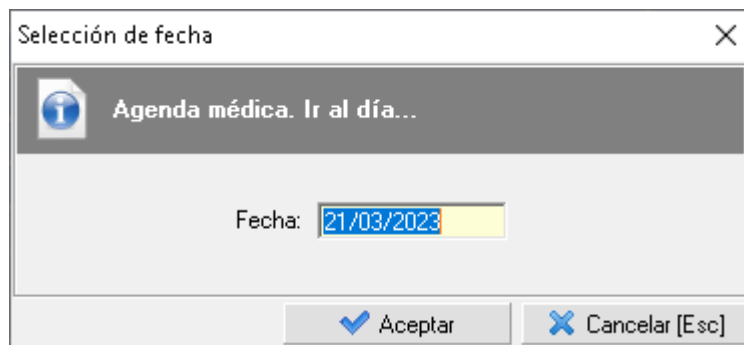 Selección de fecha
Agenda médica. Ir al día...
Fecha: 21/03/2023
Aceptar Cancelar [Esc]